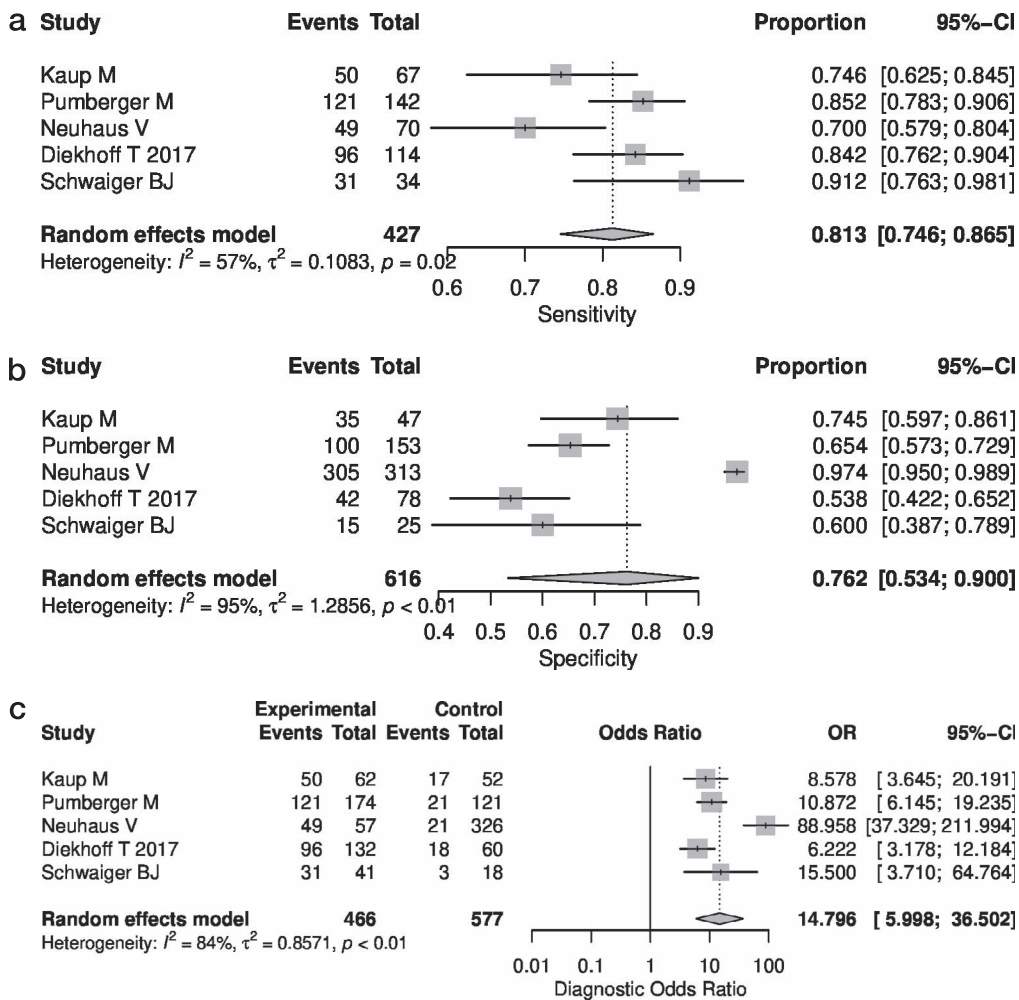 a Study Events Total Proportion 95%−CI
Kaup M 50 67 0.746 [0.625; 0.845]
Pumberger M 121 142 0.852 [0.783; 0.906]
Neuhaus V 49 70 0.700 [0.579; 0.804]
Diekhoff T 2017 96 114 0.842 [0.762; 0.904]
Schwaiger BJ 31 34 0.912 [0.763; 0.981]
Random effects model 427 0.813 [0.746; 0.865]
Heterogeneity: I² = 57%, τ² = 0.1083, p = 0.02
0.6 0.7 0.8 0.9
Sensitivity
b Study Events Total Proportion 95%−CI
Kaup M 35 47 0.745 [0.597; 0.861]
Pumberger M 100 153 0.654 [0.573; 0.729]
Neuhaus V 305 313 0.974 [0.950; 0.989]
Diekhoff T 2017 42 78 0.538 [0.422; 0.652]
Schwaiger BJ 15 25 0.600 [0.387; 0.789]
Random effects model 616 0.762 [0.534; 0.900]
Heterogeneity: I² = 95%, τ² = 1.2856, p < 0.01
0.4 0.5 0.6 0.7 0.8 0.9
Specificity
c Experimental Control
Study Events Total Events Total Odds Ratio OR 95%−CI
Kaup M 50 62 17 52 8.578 [ 3.645; 20.191]
Pumberger M 121 174 21 121 10.872 [ 6.145; 19.235]
Neuhaus V 49 57 21 326 88.958 [37.329; 211.994]
Diekhoff T 2017 96 132 18 60 6.222 [ 3.178; 12.184]
Schwaiger BJ 31 41 3 18 15.500 [ 3.710; 64.764]
Random effects model 466 577 14.796 [ 5.998; 36.502]
Heterogeneity: I² = 84%, τ² = 0.8571, p < 0.01
0.01 0.1 1 10 100
Diagnostic Odds Ratio